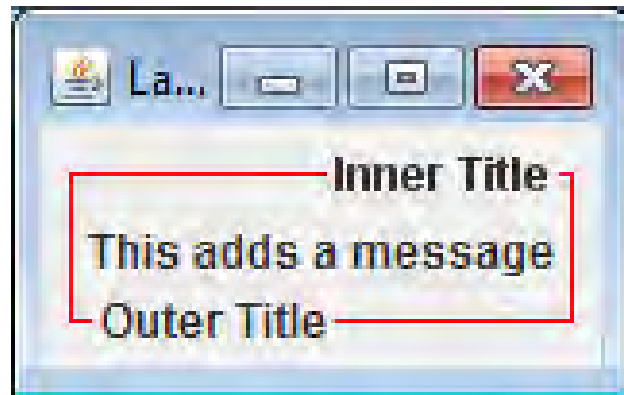 La...
Inner Title
This adds a message
Outer Title